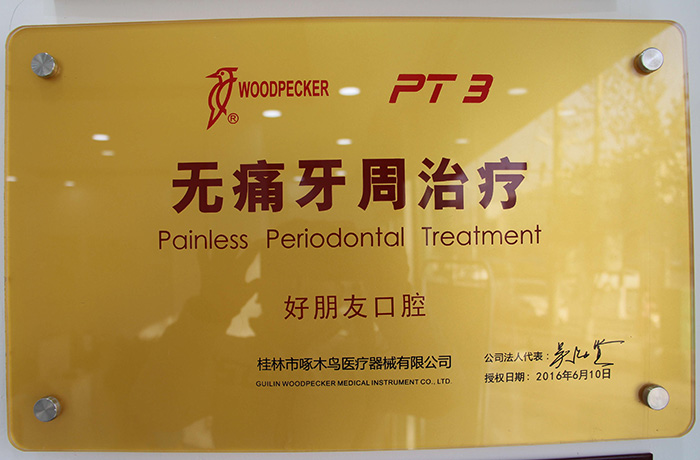 WOODPECKER PT 3
®
无痛牙周治疗
Painless Periodontal Treatment
好朋友口腔
桂林市啄木鸟医疗器械有限公司
GUILIN WOODPECKER MEDICAL INSTRUMENT CO., LTD.
公司法人代表:
授权日期: 2016年6月10日